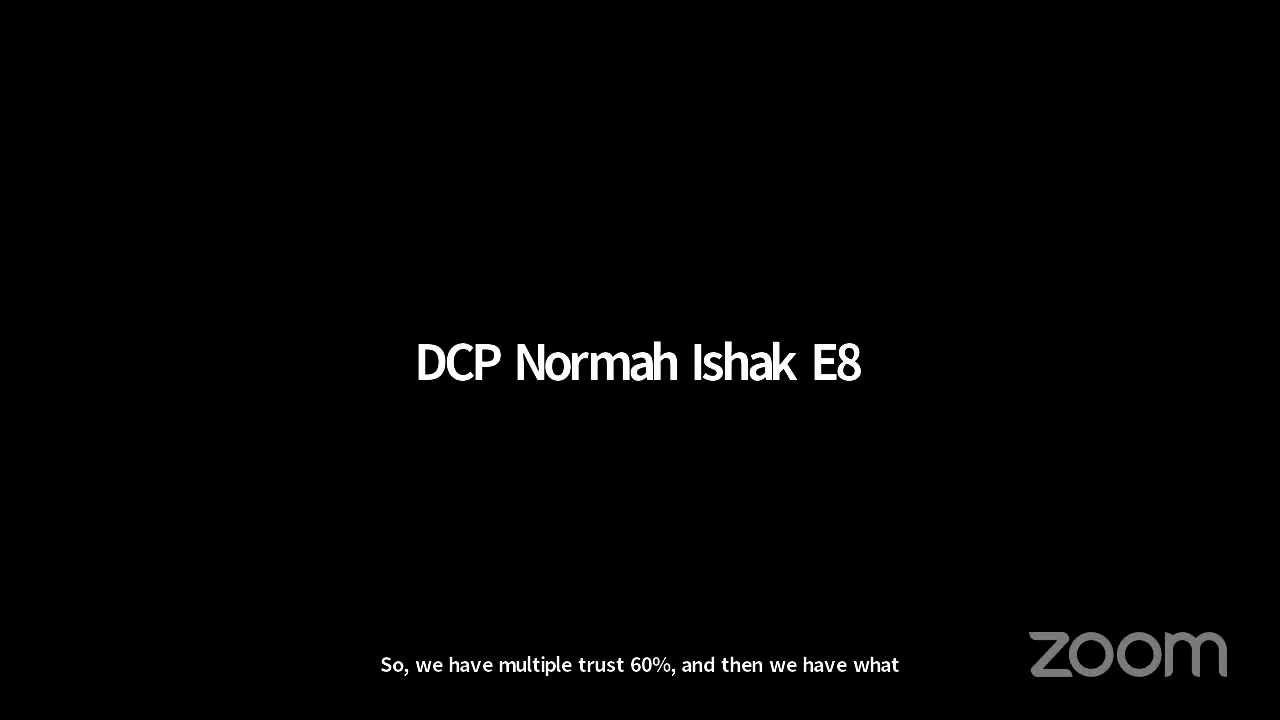 DCP Normah Ishak E8
So, we have multiple trust 60%, and then we have what
zoom